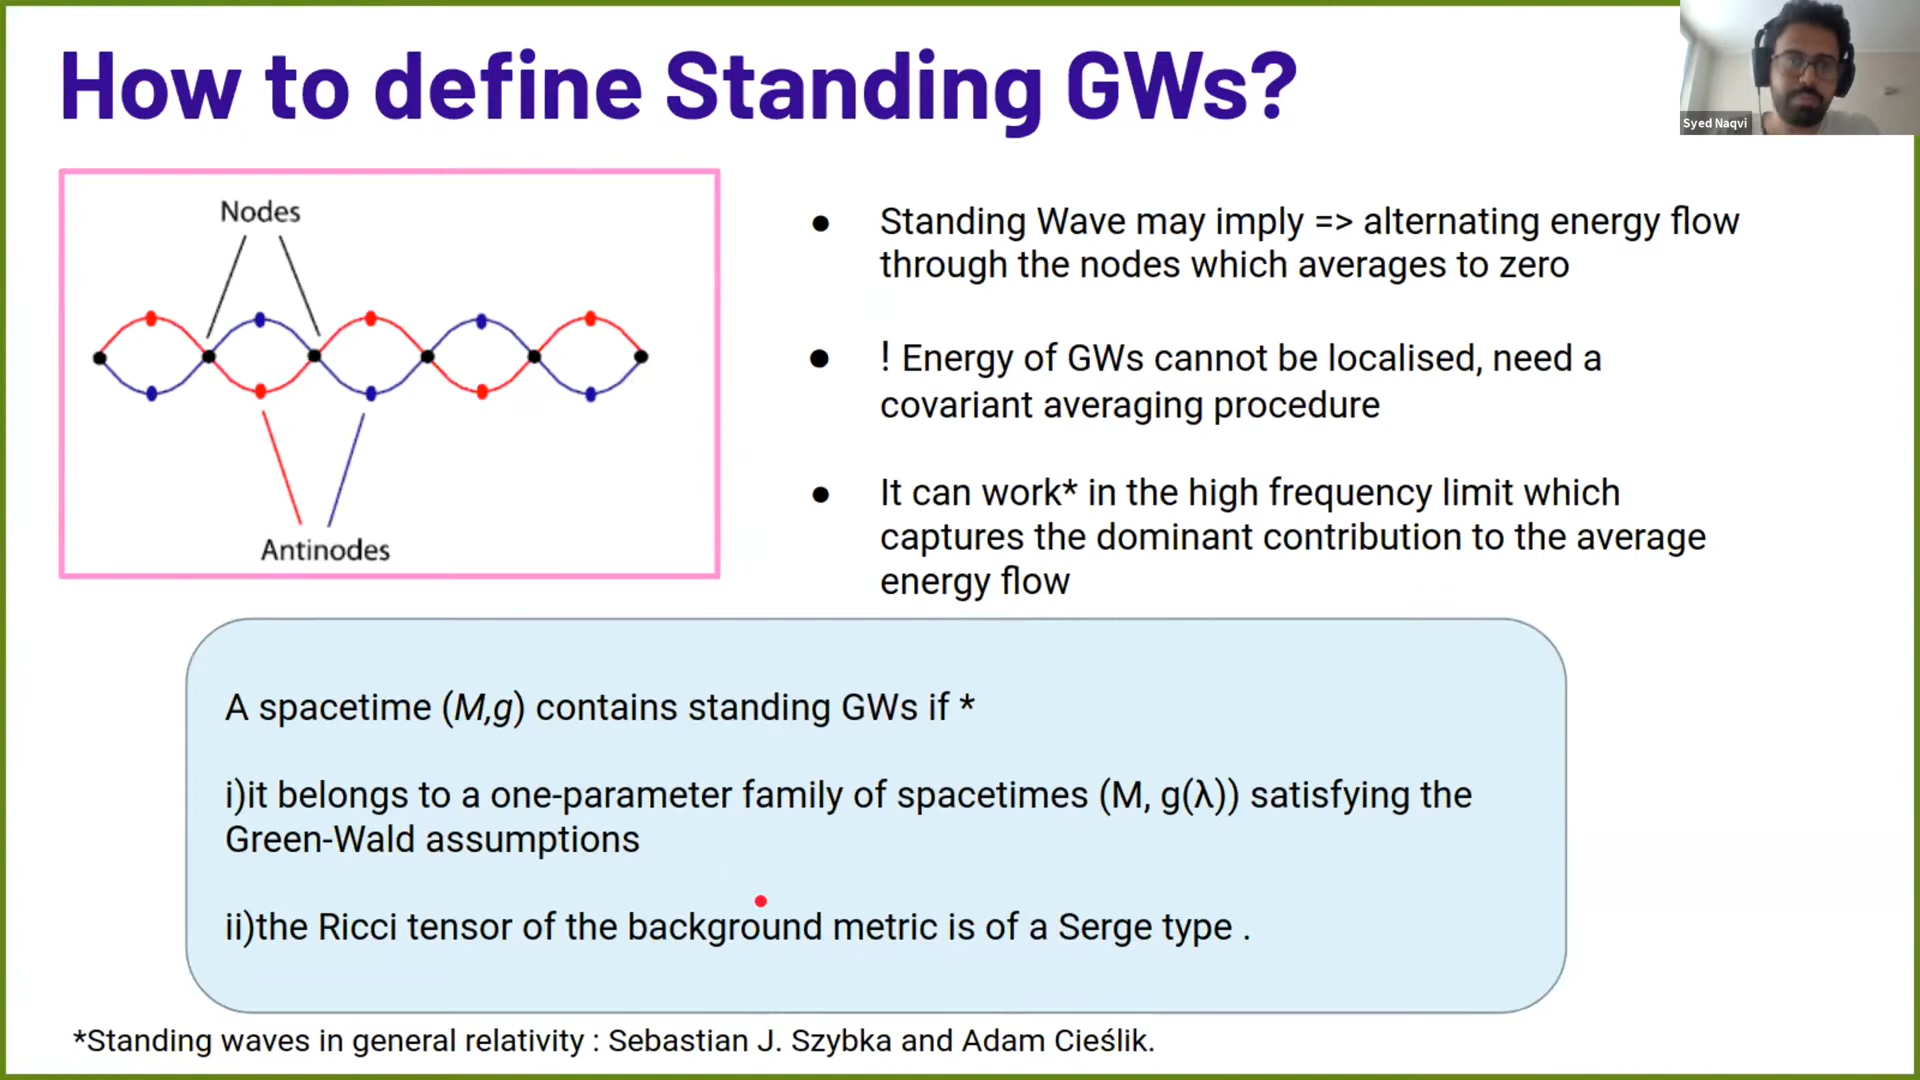 How to define Standing GWs?
Syed Naqvi
Nodes
Antinodes
● Standing Wave may imply => alternating energy flow
through the nodes which averages to zero
● ! Energy of GWs cannot be localised, need a
covariant averaging procedure
● It can work* in the high frequency limit which
captures the dominant contribution to the average
energy flow
A spacetime (M,g) contains standing GWs if *
i)it belongs to a one-parameter family of spacetimes (M, g(λ)) satisfying the
Green-Wald assumptions
ii)the Ricci tensor of the background metric is of a Serge type .
*Standing waves in general relativity : Sebastian J. Szybka and Adam Cieślik.